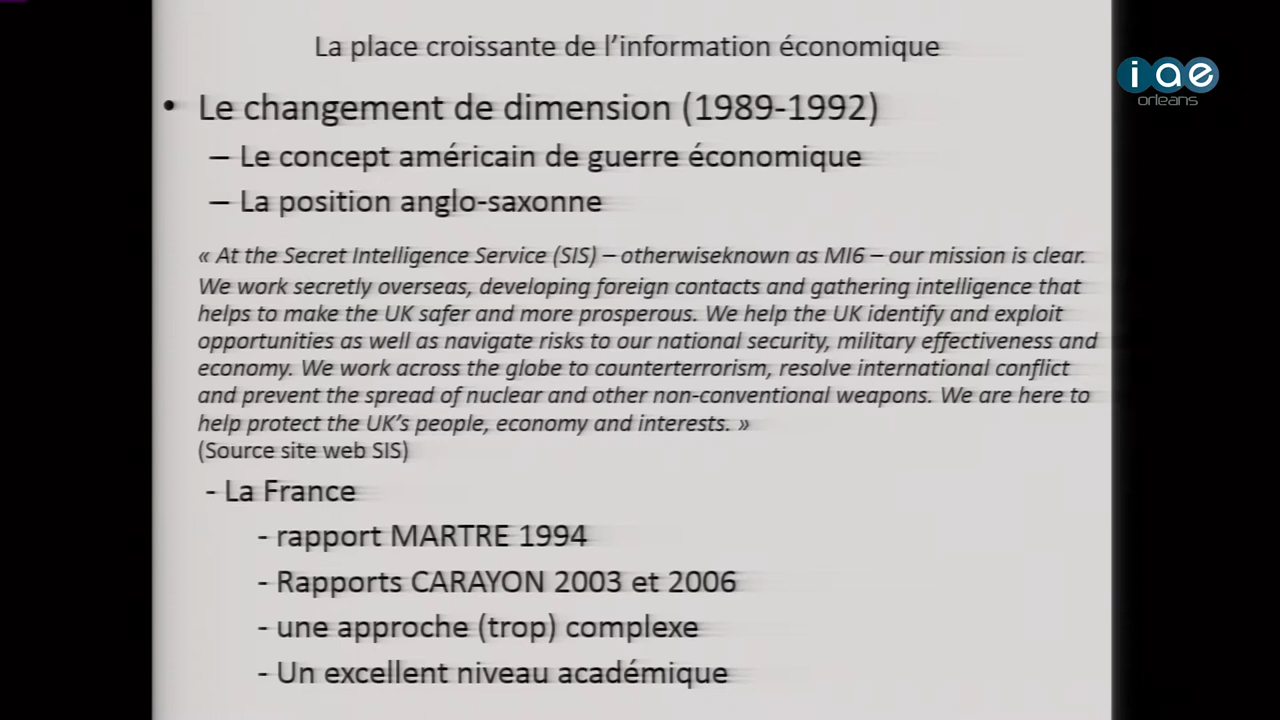 La place croissante de l’information économique
iae
orleans
• Le changement de dimension (1989-1992)
– Le concept américain de guerre économique
– La position anglo-saxonne
« At the Secret Intelligence Service (SIS) – otherwiseknown as MI6 – our mission is clear.
We work secretly overseas, developing foreign contacts and gathering intelligence that
helps to make the UK safer and more prosperous. We help the UK identify and exploit
opportunities as well as navigate risks to our national security, military effectiveness and
economy. We work across the globe to counterterrorism, resolve international conflict
and prevent the spread of nuclear and other non-conventional weapons. We are here to
help protect the UK’s people, economy and interests. »
(Source site web SIS)
- La France
- rapport MARTRE 1994
- Rapports CARAYON 2003 et 2006
- une approche (trop) complexe
- Un excellent niveau académique